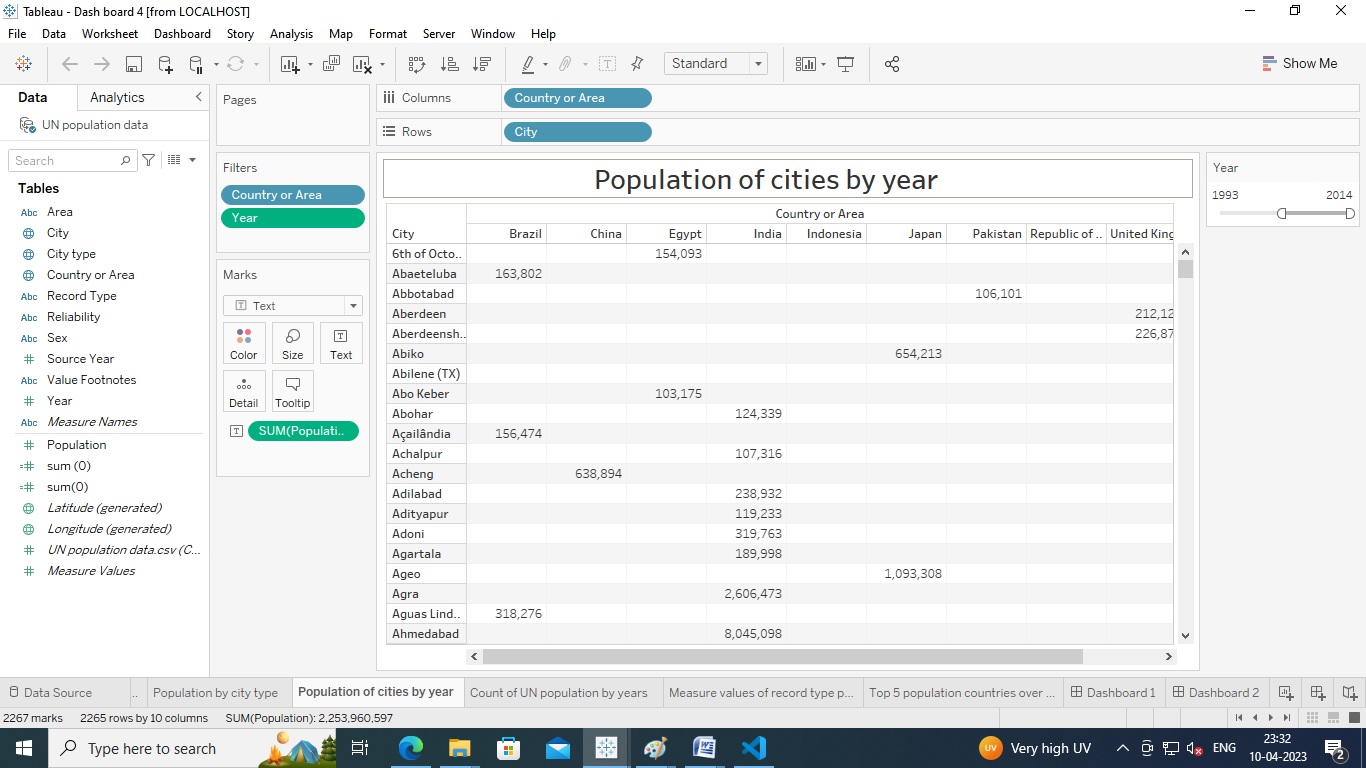 Tableau - Dash board 4 [from LOCALHOST]
File Data Worksheet Dashboard Story Analysis Map Format Server Window Help
Standard Show Me
Data Analytics
UN population data
Search
Tables
Abc Area
City
City type
Country or Area
Abc Record Type
Abc Reliability
Abc Sex
Source Year
Abc Value Footnotes
Year
Abc Measure Names
Population
sum (0)
sum(0)
Latitude (generated)
Longitude (generated)
UN population data.csv (C...
Measure Values
Pages
Filters
Country or Area
Year
Marks
Text
Color Size Text
Detail Tooltip
SUM(Populati..
Columns Country or Area
Rows City
Population of cities by year
Country or Area
City Brazil China Egypt India Indonesia Japan Pakistan Republic of .. United King
6th of Octo.. 154,093
Abaeteluba 163,802
Abbotabad 106,101
Aberdeen 212,12
Aberdeensh.. 226,87
Abiko 654,213
Abilene (TX)
Abo Keber 103,175
Abohar 124,339
Açailândia 156,474
Achalpur 107,316
Acheng 638,894
Adilabad 238,932
Adityapur 119,233
Adoni 319,763
Agartala 189,998
Ageo 1,093,308
Agra 2,606,473
Aguas Lind.. 318,276
Ahmedabad 8,045,098
Year
1993 2014
Data Source .. Population by city type Population of cities by year Count of UN population by years Measure values of record type p... Top 5 population countries over ... Dashboard 1 Dashboard 2
2267 marks 2265 rows by 10 columns SUM(Population): 2,253,960,597
Type here to search UV Very high UV ENG 23:32
10-04-2023 2